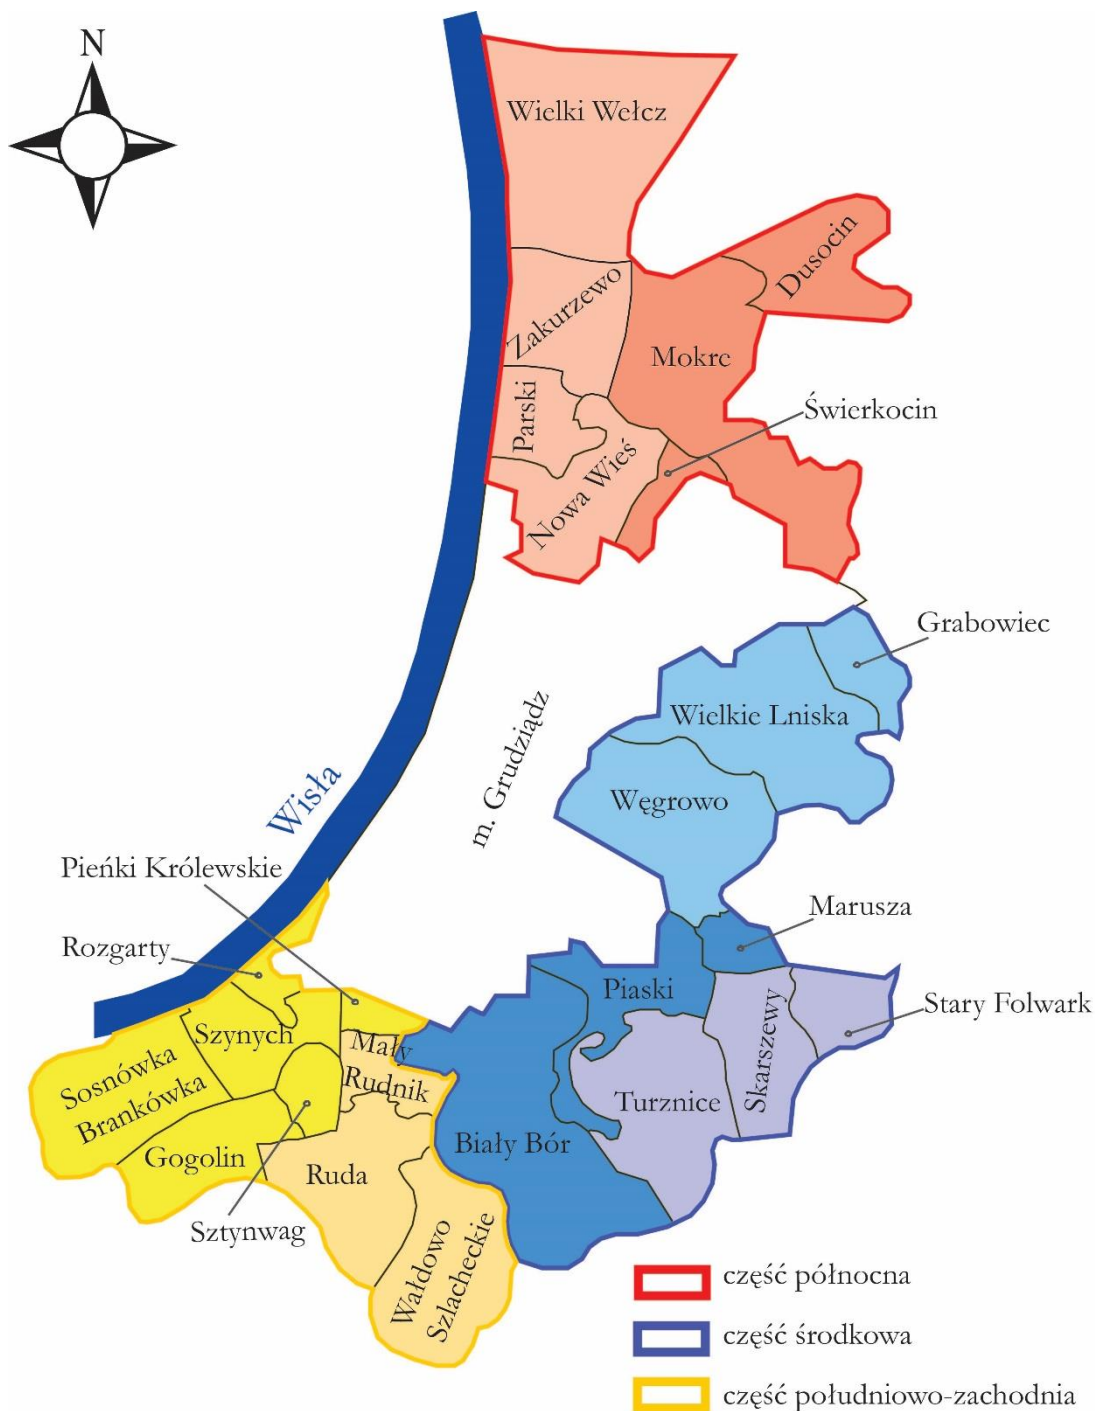 N
Wielki Wełcz
Dusocin
Zakurzewo
Mokre
Świerkocin
Parski
Nowa Wieś
Grabowiec
Wielkie Lniska
m. Grudziądz
Wisła
Węgrowo
Pieńki Królewskie
Marusza
Rozgarty
Piaski
Stary Folwark
Szynych
Skarszewy
Mały
Rudnik
Sosnówka
Brankówka
Turznice
Biały Bór
Gogolin
Ruda
Sztynwag
Wałdowo
Szlacheckie
część północna
część środkowa
część południowo-zachodnia